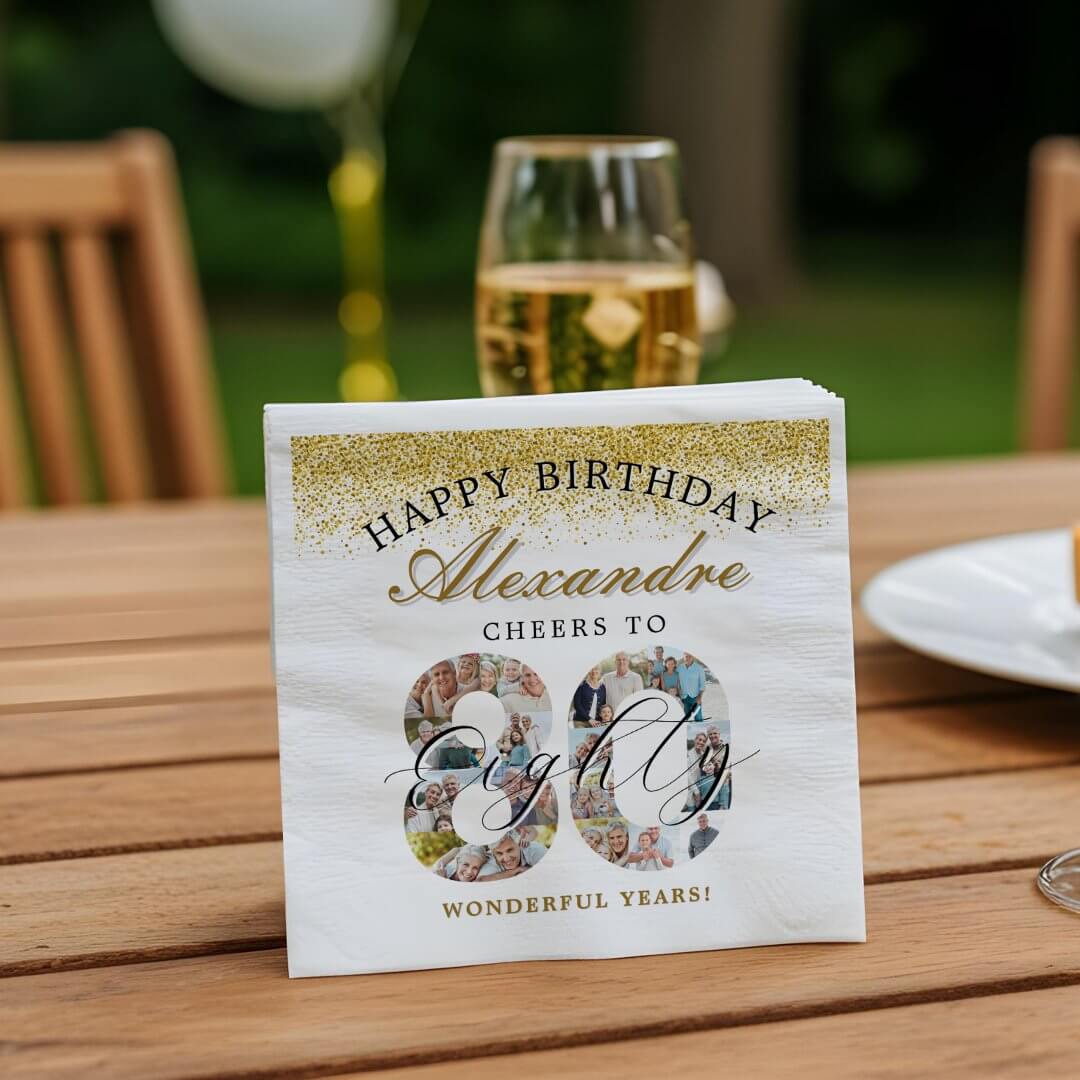 HAPPY BIRTHDAY
Alexandre
CHEERS TO
80
Eighty
WONDERFUL YEARS!